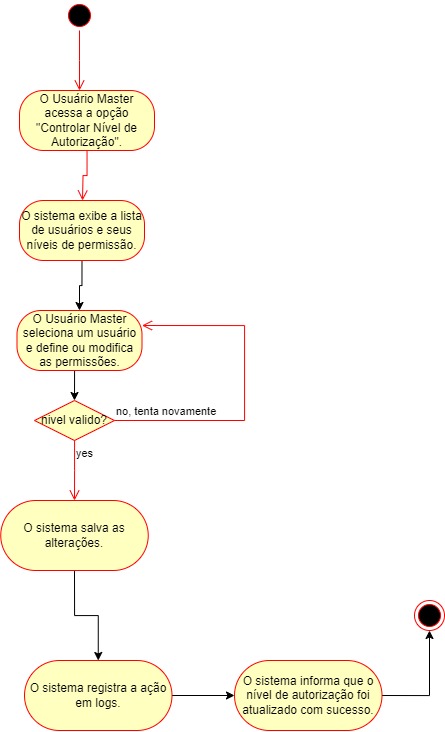 O Usuário Master
acessa a opção
"Controlar Nível de
Autorização".
O sistema exibe a lista
de usuários e seus
níveis de permissão.
O Usuário Master
seleciona um usuário
e define ou modifica
as permissões.
nivel valido?
no, tenta novamente
yes
O sistema salva as
alterações.
O sistema registra a ação
em logs.
O sistema informa que o
nível de autorização foi
atualizado com sucesso.